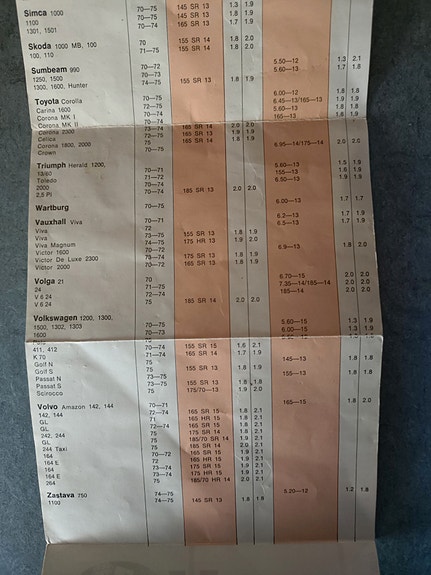 145 SR 13 1.3 1.9
Simca 1000 70—75 165 SR 13 1.8 1.9
1100 70—74 155 SR 13 1.8 1.9
1301, 1501 70—75
Skoda 1000 MB, 100 70 155 SR 14 1.8 2.0
100, 110 71—75 155 SR 14 1.8 2.0
Sunbeam 990 70—72 5.50—12 1.3 2.1
1250, 1500 70—73 5.60—13 1.7 1.8
1300, 1600, Hunter 70—72 155 SR 13 1.8 1.9
Toyota Corolla 70—75 6.00—12 1.8 1.8
Carina 1600 72—75 6.45—13/165—13 1.9 1.9
Corona MK I 70—72 5.60—13 1.8 1.8
Corona MK II 70—74 165—13 1.8 1.9
Corona 2300 73—74 165 SR 14 2.0 2.0
Celica 70—75 165 SR 13 1.9 1.9
Corona 1800, 2000 75 165 SR 13 1.8 1.9
Crown 70—75 6.95—14/175—14 2.0 2.0
Triumph Herald 1200, 5.60—13
13/60 70—71 155—13 1.6 1.9
Toledo 71—72 6.50—13 1.9 1.9
2000 70—74
2,5 Pi 70—75 185 SR 13 2.0 2.0
Wartburg 70—75 6.00—13 1.7 1.7
Vauxhall Viva 70—71 6.2—13 1.7 1.9
Viva 72 6.5—13 1.7 1.9
Viva 73—75 155 SR 13 1.8 1.9
Viva Magnum 74—75 175 HR 13 1.9 2.0
Victor 1600 70—72 6.9—13 1.8 2.0
Victor De Luxe 2300 73—74 175 SR 13 1.8 1.9
Victor 2000 70—72 165 SR 13 1.8 1.9
Volga 21 70 6.70—15 2.0 2.0
24 71—75 7.35—14/185—14 2.0 2.0
V 6 24 72—74 185—14 2.0 2.0
V 6 24 75 185 SR 14 2.0 2.0
Volkswagen 1200, 1300, 5.60—15 1.3 1.9
1500, 1302, 1303 70—75 6.00—15 1.3 1.9
1600 70—73
411, 412 70—74 155 SR 15 1.6 2.1
K 70 71—74 165 SR 14 1.7 1.9
Golf N 75 145—13 1.8 1.8
Golf S 75 155 SR 13 1.8 1.9
Passat N 73—75 155—13 1.8 1.8
Passat S 73—75 155 SR 13 1.8 1.8
Scirocco 75 175/70—13 1.9 2.0
Volvo Amazon 142, 144 70—71 165—15 1.8 2.0
142, 144 72—74 165 SR 15 1.8 2.1
GL 71 165 HR 15 1.8 2.1
GL 72—74 165 SR 15 1.8 2.1
242, 244 75 175 SR 14 1.8 2.1
GL 75 185/70 SR 14 1.9 2.1
244 Taxi 75 165 SR 14 2.0 2.1
164 70—72 165 SR 15 1.9 2.1
164 E 72 165 HR 15 1.9 2.1
164 73—74 175 SR 15 1.9 2.1
164 E 73—74 175 HR 15 1.9 2.1
264 75 185/70 HR 14 2.0 2.1
Zastava 750 74—75 5.20—12 1.2 1.8
1100 74—75 145 SR 13 1.8 1.9